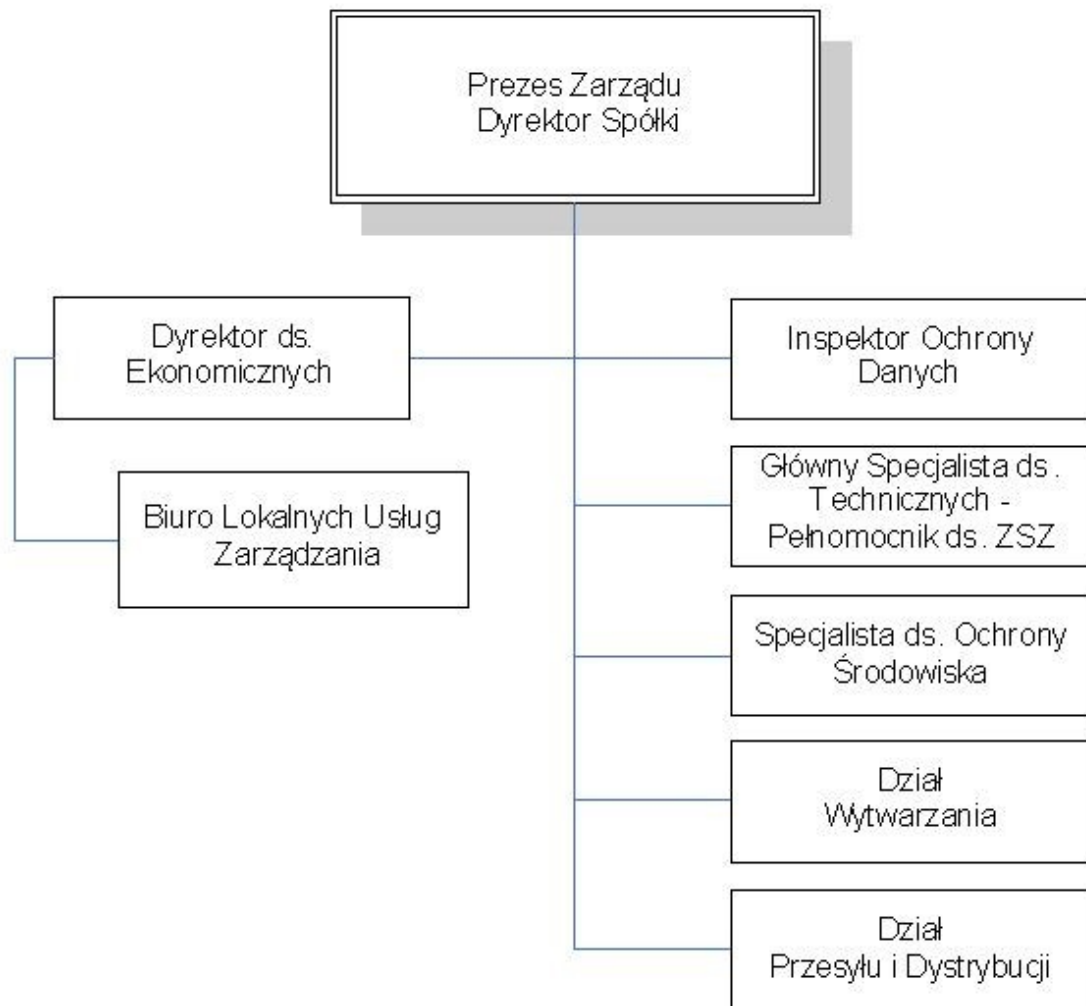 Prezes Zarządu
Dyrektor Spółki
Dyrektor ds.
Ekonomicznych
Biuro Lokalnych Usług
Zarządzania
Inspektor Ochrony
Danych
Główny Specjalista ds.
Technicznych -
Pełnomocnik ds. ZSZ
Specjalista ds. Ochrony
Środowiska
Dział
Wytwarzania
Dział
Przesyłu i Dystrybucji